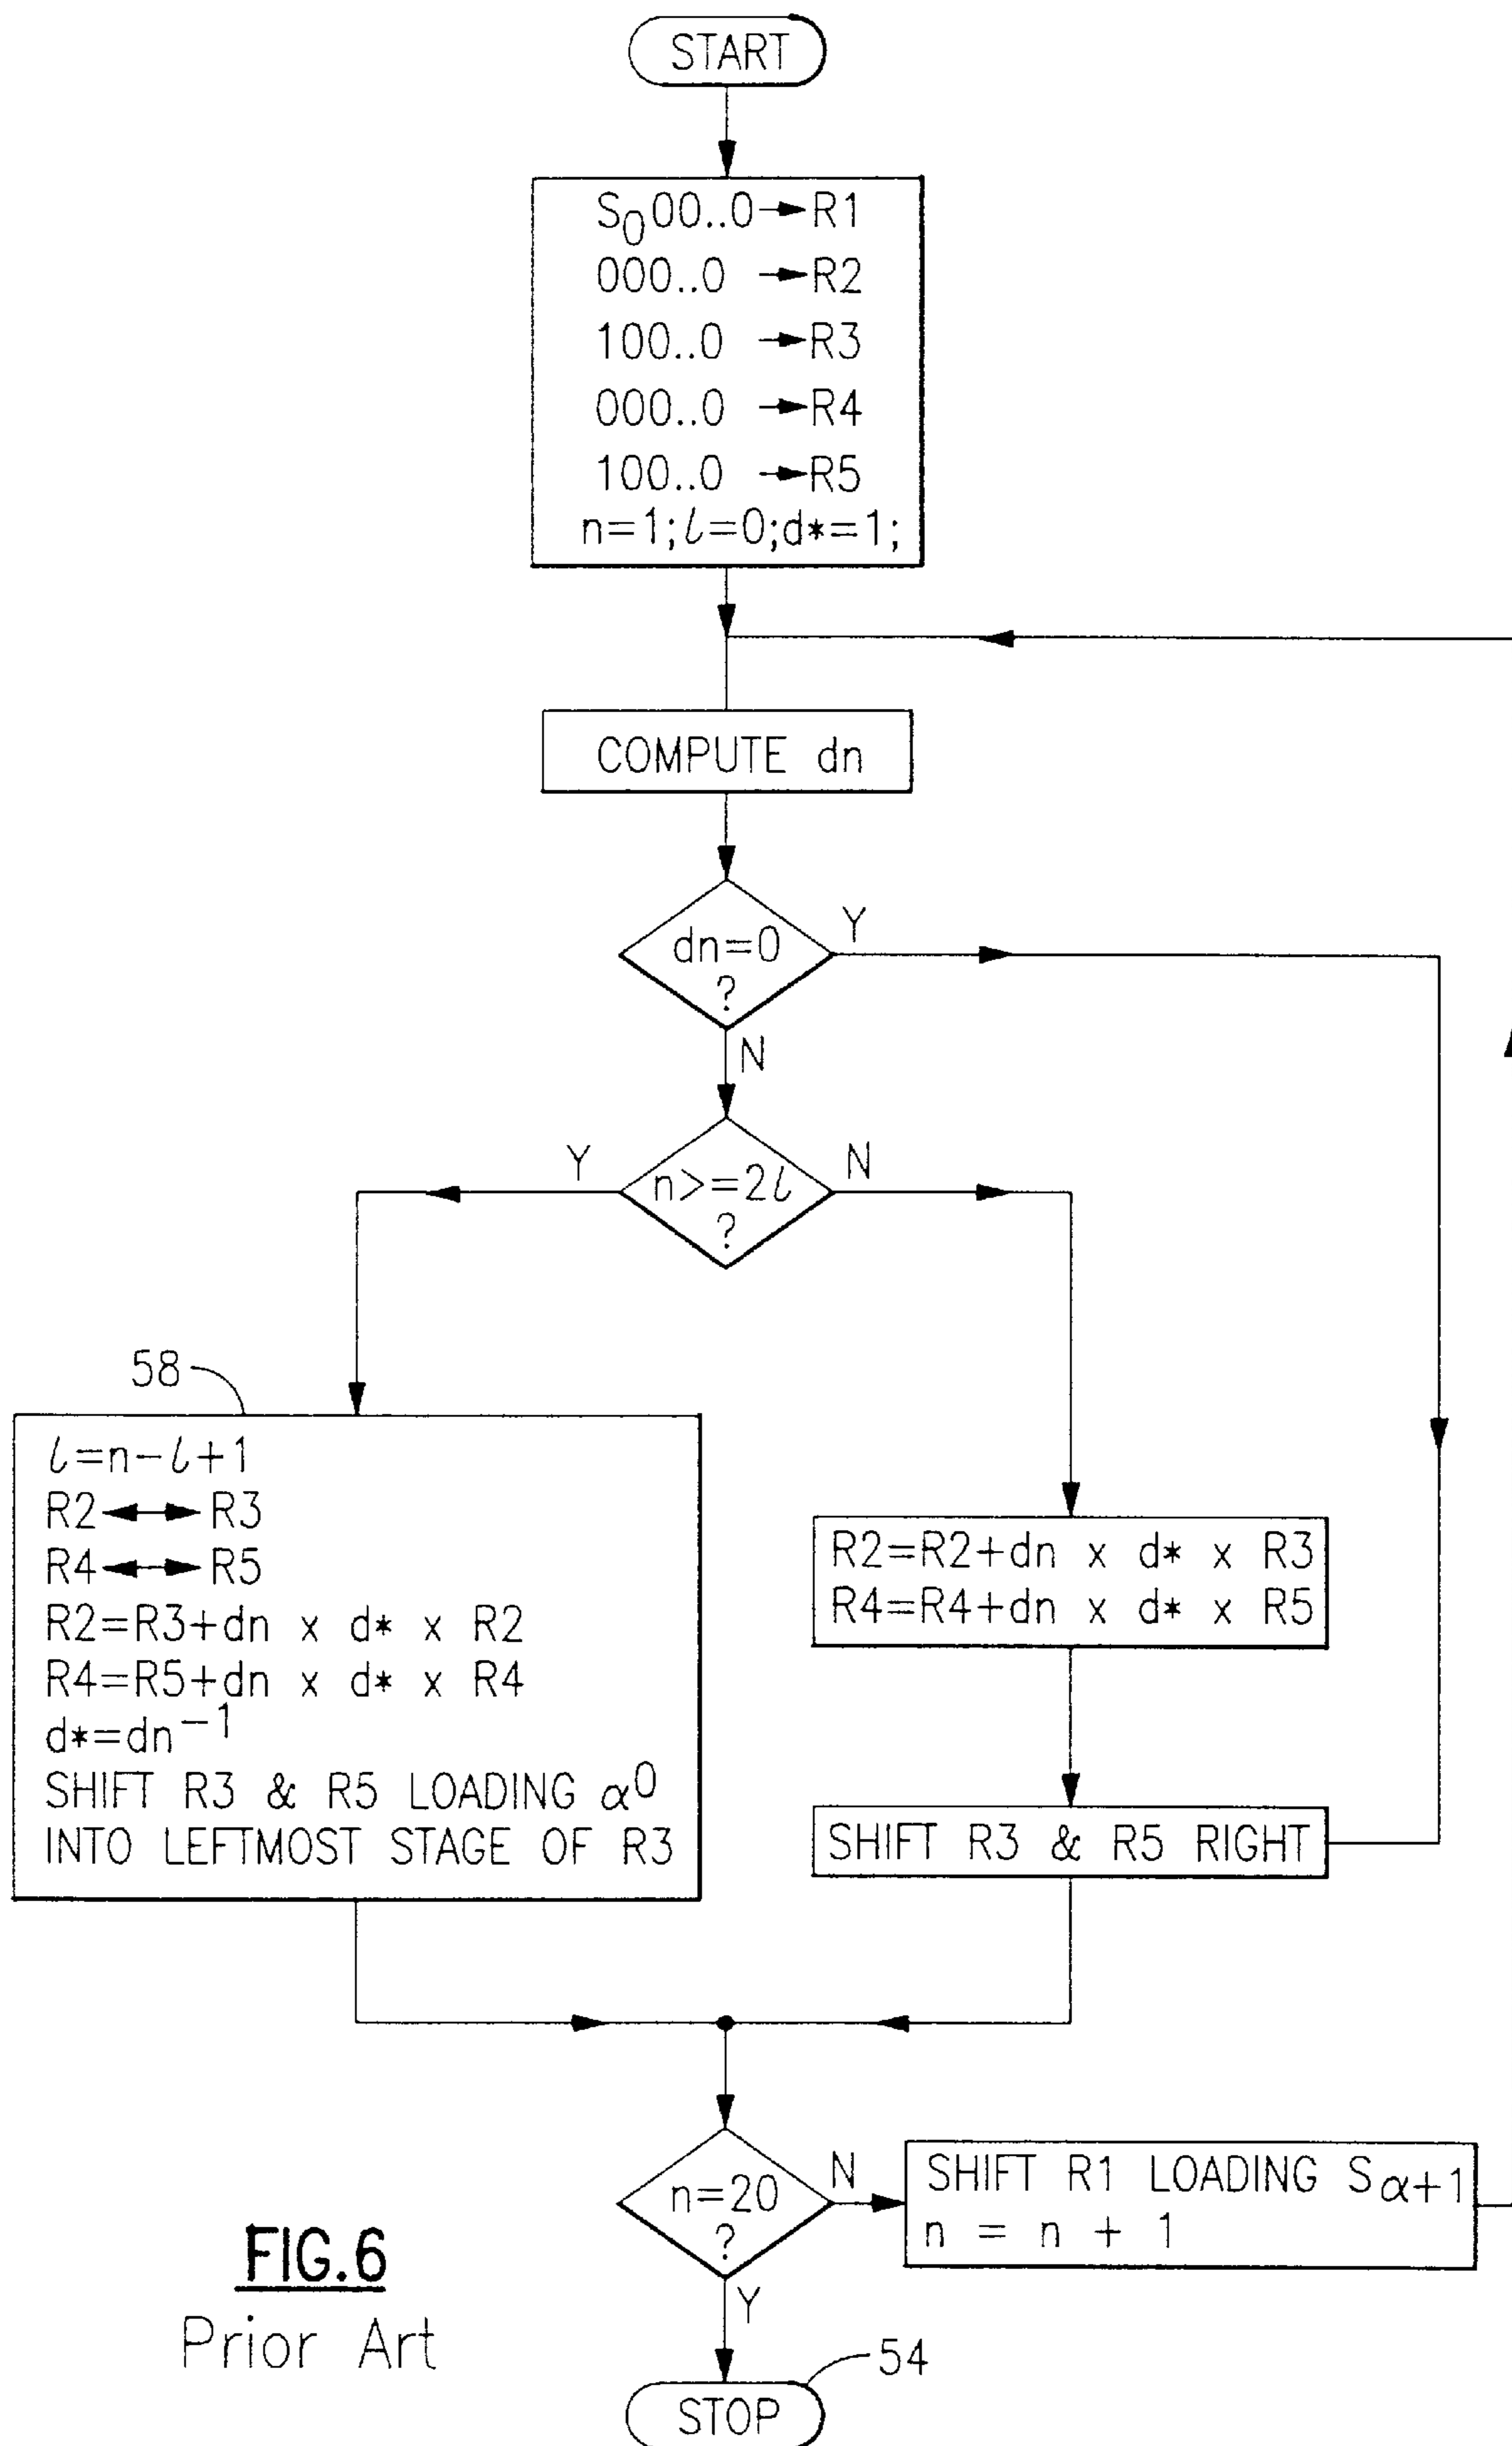 START
S₀00..0→R1
000..0 →R2
100..0 →R3
000..0 →R4
100..0 →R5
n=1;l=0;d*=1;
COMPUTE dn
dn=0
?
Y
N
n>=2l
?
Y
N
58
l=n-l+1
R2↔R3
R4↔R5
R2=R3+dn x d* x R2
R4=R5+dn x d* x R4
d*=dn⁻¹
SHIFT R3 & R5 LOADING α⁰
INTO LEFTMOST STAGE OF R3
R2=R2+dn x d* x R3
R4=R4+dn x d* x R5
SHIFT R3 & R5 RIGHT
n=20
?
N
Y
SHIFT R1 LOADING Sα+1
n = n + 1
STOP
54
FIG.6
Prior Art